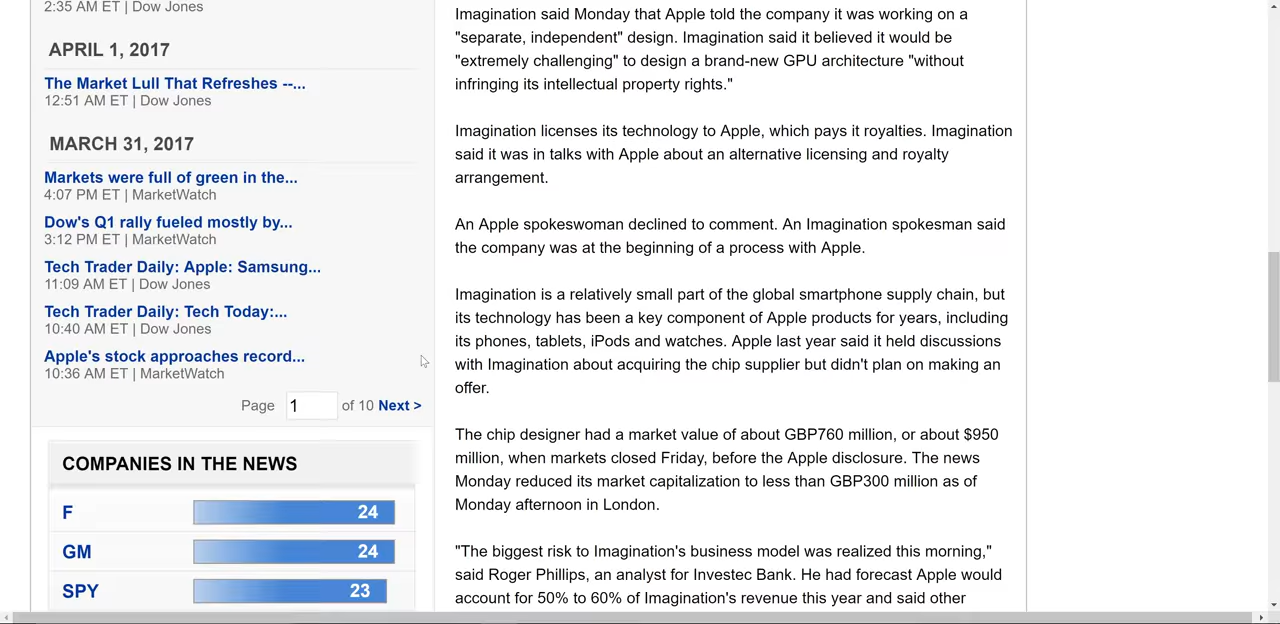 2:35 AM ET | Dow Jones
APRIL 1, 2017
The Market Lull That Refreshes --...
12:51 AM ET | Dow Jones
MARCH 31, 2017
Markets were full of green in the...
4:07 PM ET | MarketWatch
Dow's Q1 rally fueled mostly by...
3:12 PM ET | MarketWatch
Tech Trader Daily: Apple: Samsung...
11:09 AM ET | Dow Jones
Tech Trader Daily: Tech Today:...
10:40 AM ET | Dow Jones
Apple's stock approaches record...
10:36 AM ET | MarketWatch
Page 1 of 10 Next >
COMPANIES IN THE NEWS
F 24
GM 24
SPY 23
Imagination said Monday that Apple told the company it was working on a
"separate, independent" design. Imagination said it believed it would be
"extremely challenging" to design a brand-new GPU architecture "without
infringing its intellectual property rights."
Imagination licenses its technology to Apple, which pays it royalties. Imagination
said it was in talks with Apple about an alternative licensing and royalty
arrangement.
An Apple spokeswoman declined to comment. An Imagination spokesman said
the company was at the beginning of a process with Apple.
Imagination is a relatively small part of the global smartphone supply chain, but
its technology has been a key component of Apple products for years, including
its phones, tablets, iPods and watches. Apple last year said it held discussions
with Imagination about acquiring the chip supplier but didn't plan on making an
offer.
The chip designer had a market value of about GBP760 million, or about $950
million, when markets closed Friday, before the Apple disclosure. The news
Monday reduced its market capitalization to less than GBP300 million as of
Monday afternoon in London.
"The biggest risk to Imagination's business model was realized this morning,"
said Roger Phillips, an analyst for Investec Bank. He had forecast Apple would
account for 50% to 60% of Imagination's revenue this year and said other